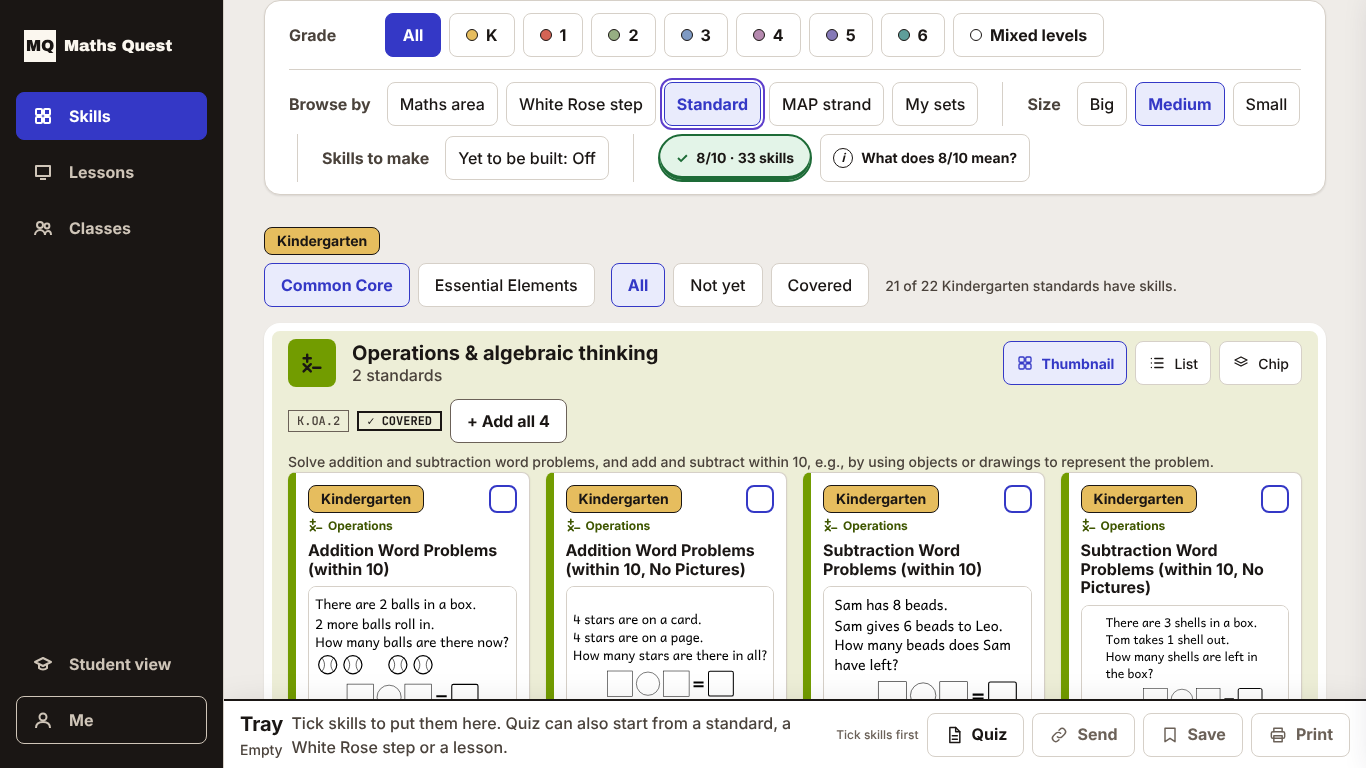 MQ Maths Quest
Skills
Lessons
Classes
Student view
Me
Grade All K 1 2 3 4 5 6 Mixed levels
Browse by Maths area White Rose step Standard MAP strand My sets Size Big Medium Small
Skills to make Yet to be built: Off ✓ 8/10 · 33 skills i What does 8/10 mean?
Kindergarten
Common Core Essential Elements All Not yet Covered 21 of 22 Kindergarten standards have skills.
Operations & algebraic thinking
2 standards
Thumbnail List Chip
K.OA.2 ✓ COVERED + Add all 4
Solve addition and subtraction word problems, and add and subtract within 10, e.g., by using objects or drawings to represent the problem.
Kindergarten
Operations
Addition Word Problems
(within 10)
There are 2 balls in a box.
2 more balls roll in.
How many balls are there now?
=
Kindergarten
Operations
Addition Word Problems
(within 10, No Pictures)
4 stars are on a card.
4 stars are on a page.
How many stars are there in all?
=
Kindergarten
Operations
Subtraction Word
Problems (within 10)
Sam has 8 beads.
Sam gives 6 beads to Leo.
How many beads does Sam
have left?
=
Kindergarten
Operations
Subtraction Word
Problems (within 10, No
Pictures)
There are 3 shells in a box.
Tom takes 1 shell out.
How many shells are left in
the box?
=
Tray Tick skills to put them here. Quiz can also start from a standard, a
Empty White Rose step or a lesson.
Tick skills first Quiz Send Save Print